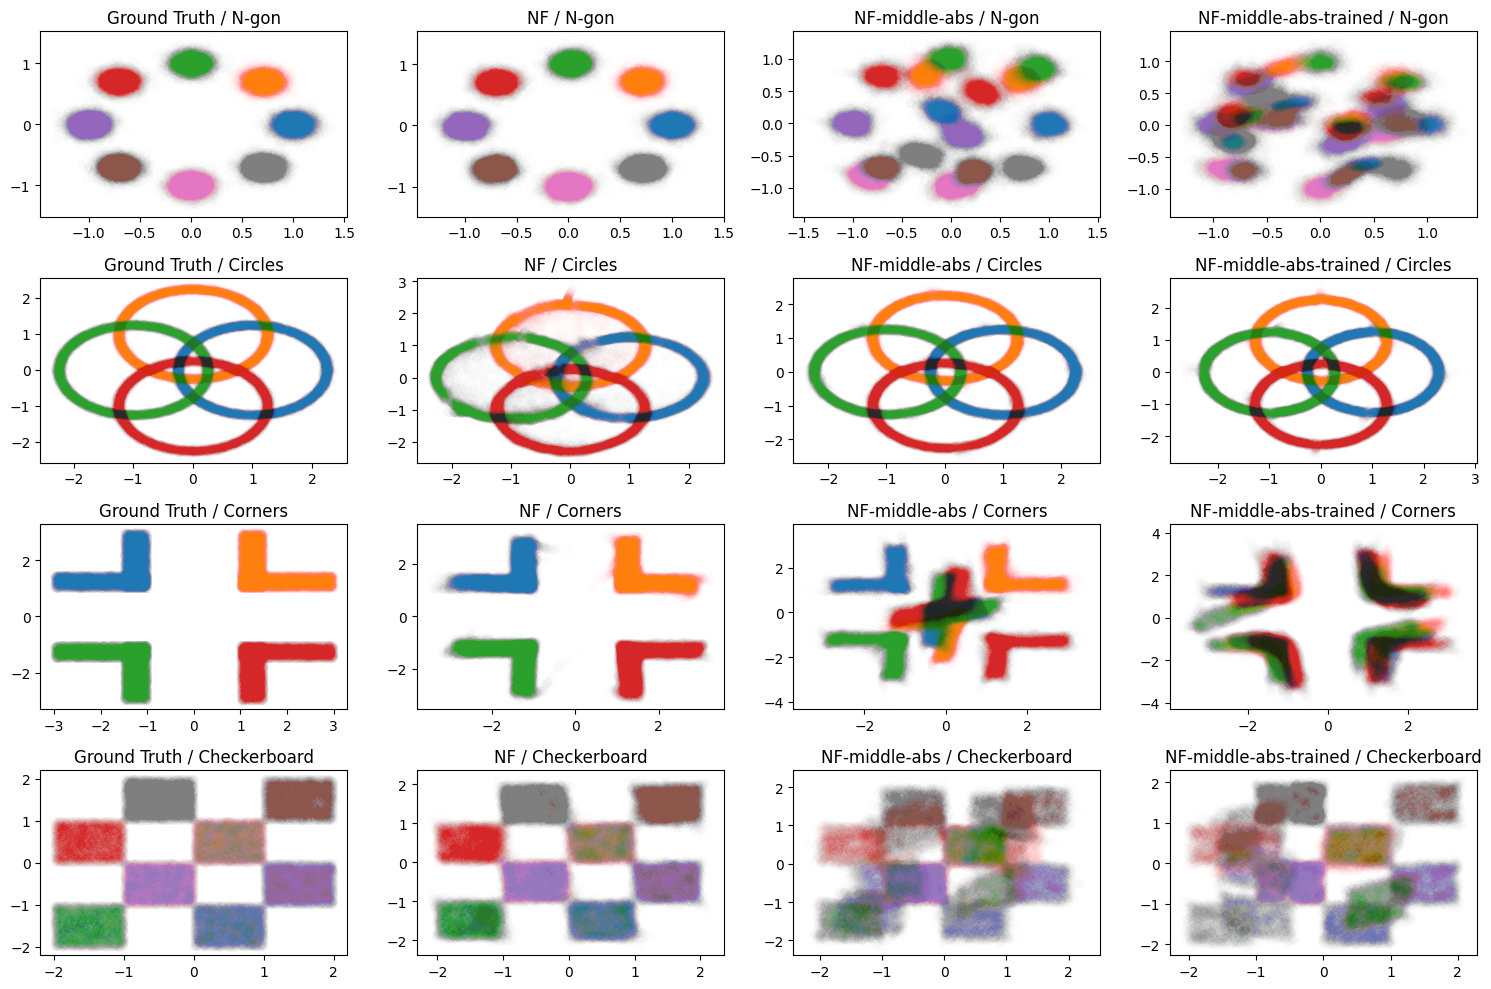 Ground Truth / N-gon
NF / N-gon
NF-middle-abs / N-gon
NF-middle-abs-trained / N-gon
1
0
−1
−1.0 −0.5 0.0 0.5 1.0 1.5
1
0
−1
−1.0 −0.5 0.0 0.5 1.0 1.5
1.0
0.5
0.0
−0.5
−1.0
−1.5 −1.0 −0.5 0.0 0.5 1.0 1.5
1.0
0.5
0.0
−0.5
−1.0
−1.0 −0.5 0.0 0.5 1.0
Ground Truth / Circles
NF / Circles
NF-middle-abs / Circles
NF-middle-abs-trained / Circles
2
1
0
−1
−2
−2 −1 0 1 2
3
2
1
0
−1
−2
−2 −1 0 1 2
2
1
0
−1
−2
−2 −1 0 1 2
2
1
0
−1
−2
−2 −1 0 1 2 3
Ground Truth / Corners
NF / Corners
NF-middle-abs / Corners
NF-middle-abs-trained / Corners
2
0
−2
−3 −2 −1 0 1 2 3
2
0
−2
−2 0 2
2
0
−2
−4
−2 0 2
4
2
0
−2
−4
−2 0 2
Ground Truth / Checkerboard
NF / Checkerboard
NF-middle-abs / Checkerboard
NF-middle-abs-trained / Checkerboard
2
1
0
−1
−2
−2 −1 0 1 2
2
1
0
−1
−2
−2 −1 0 1 2
2
1
0
−1
−2
−2 −1 0 1 2
2
1
0
−1
−2
−2 −1 0 1 2